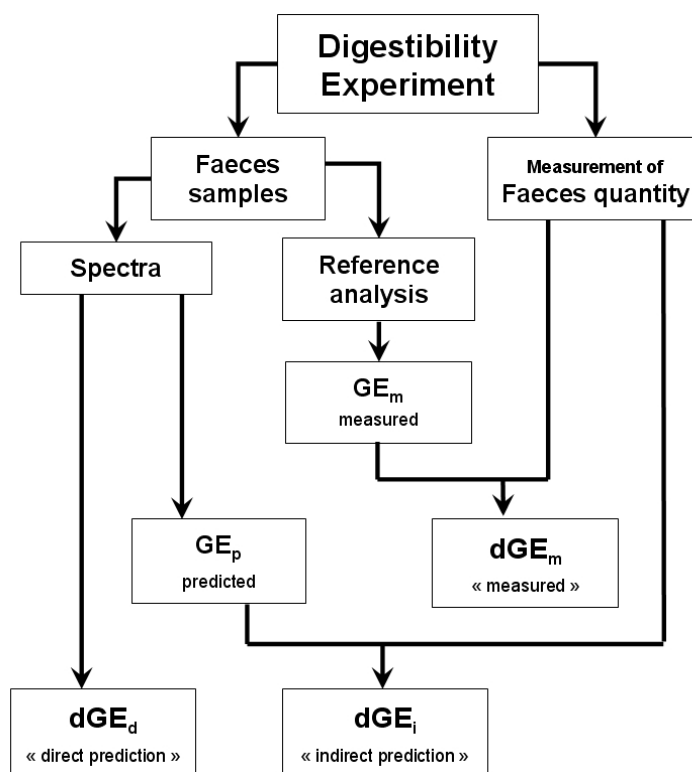 Digestibility
Experiment
Faeces
samples
Measurement of
Faeces quantity
Spectra
Reference
analysis
GEm
measured
GEp
predicted
dGEm
« measured »
dGEd
« direct prediction »
dGEi
« indirect prediction »